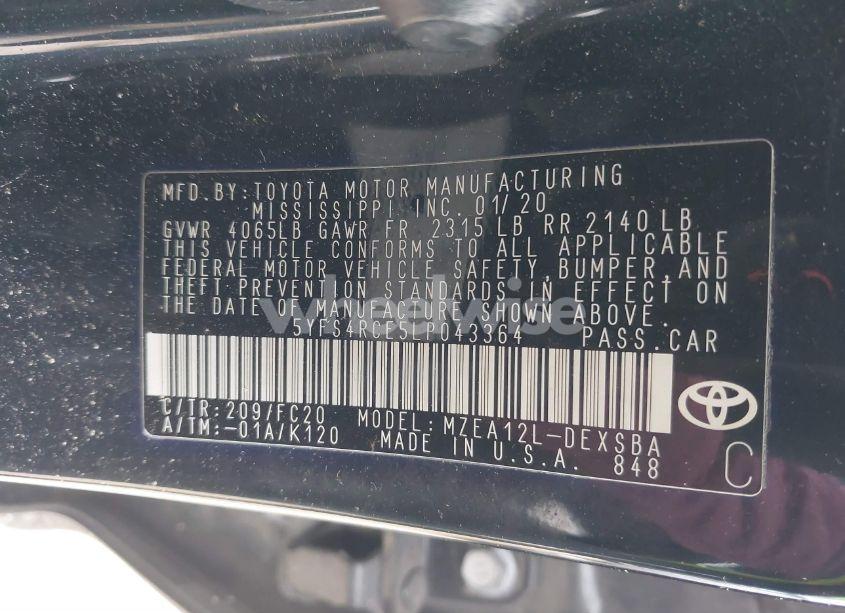 MFD.BY:TOYOTA MOTOR MANUFACTURING
MISSISSIPPI, INC. 01/20
GVWR 4065LB GAWR FR 2315 LB RR 2140 LB
THIS VEHICLE CONFORMS TO ALL APPLICABLE
FEDERAL MOTOR VEHICLE SAFETY,BUMPER,AND
THEFT PREVENTION STANDARDS IN EFFECT ON
THE DATE OF MANUFACTURE SHOWN ABOVE.
wheelwise
PASS.CAR
C/TR:209/FC20 MODEL:MZEA12L-DEXSBA
A/TM:-01A/K120 MADE IN U.S.A. 848
C